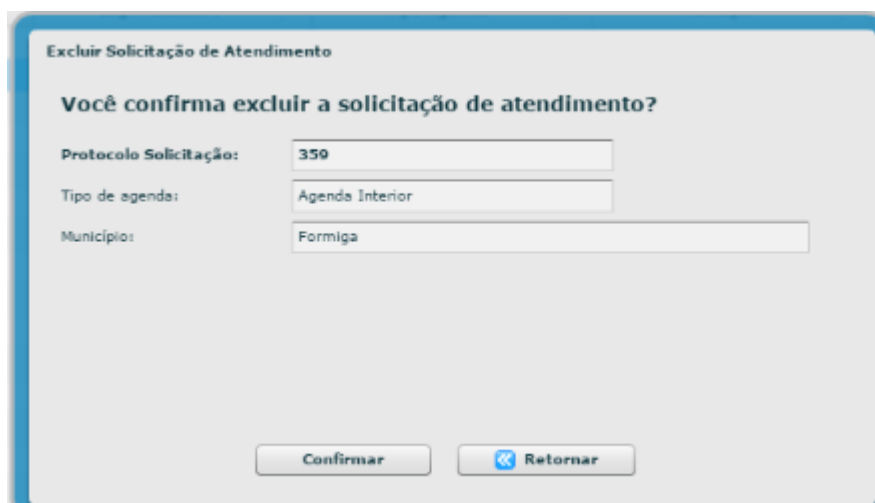 Excluir Solicitação de Atendimento
Você confirma excluir a solicitação de atendimento?
Protocolo Solicitação: 359
Tipo de agenda: Agenda Interior
Município: Formiga
Confirmar Retornar